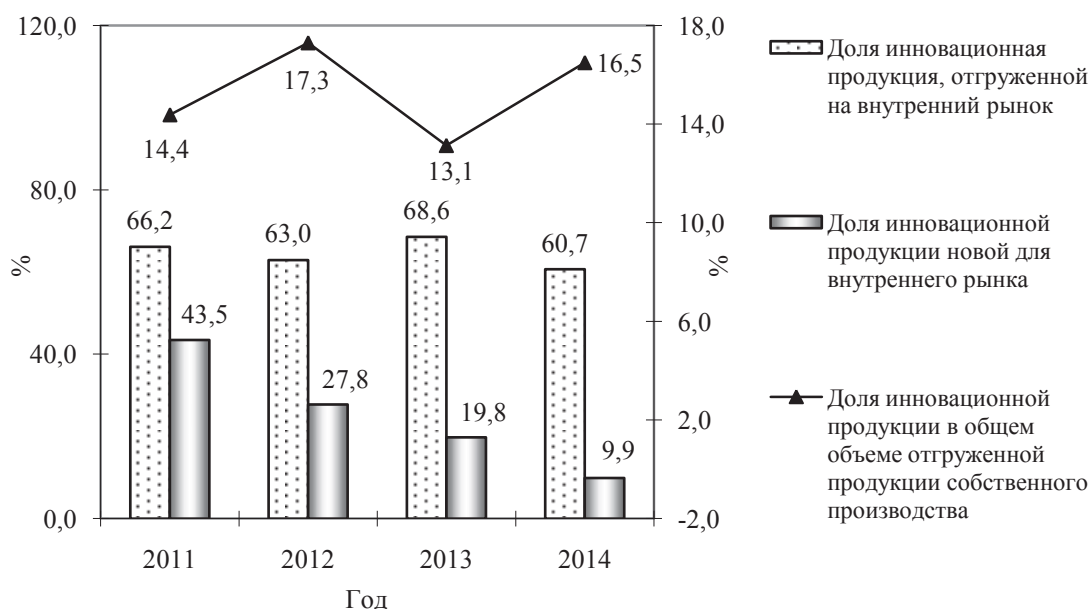 120,0
80,0
40,0
0,0
%
18,0
14,0
10,0
6,0
2,0
-2,0
%
14,4
17,3
13,1
16,5
66,2
63,0
68,6
60,7
43,5
27,8
19,8
9,9
2011
2012
2013
2014
Год
Доля инновационная
продукция, отгруженной
на внутренний рынок
Доля инновационной
продукции новой для
внутреннего рынка
Доля инновационной
продукции в общем
объеме отгруженной
продукции собственного
производства